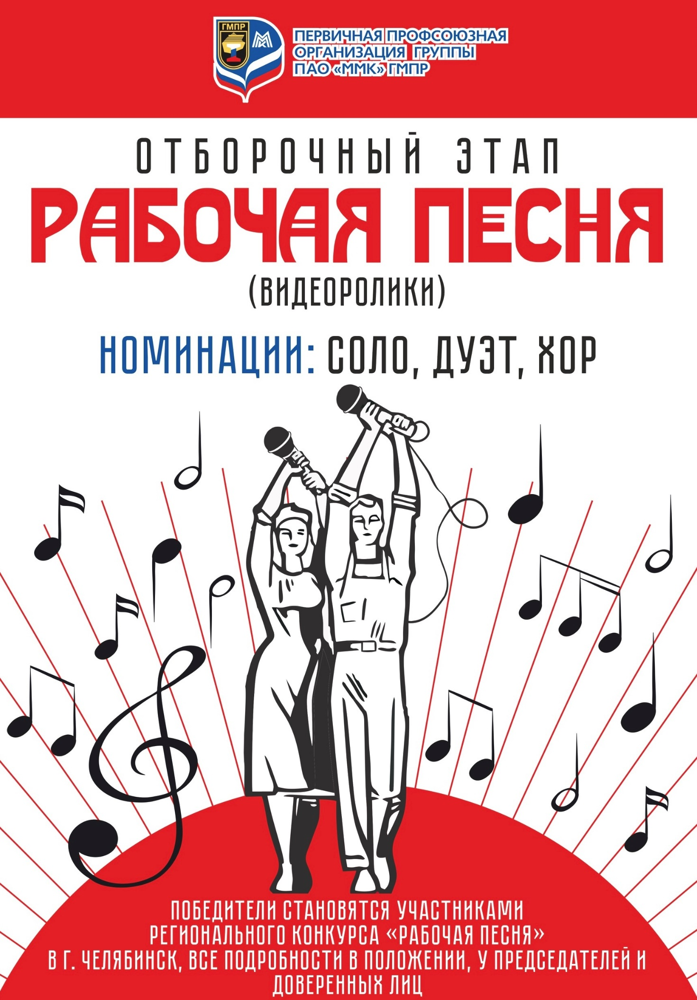 ГМПР
ММК
ПЕРВИЧНАЯ ПРОФСОЮЗНАЯ
ОРГАНИЗАЦИЯ ГРУППЫ
ПАО «ММК» ГМПР
ОТБОРОЧНЫЙ ЭТАП
РАБОЧАЯ ПЕСНЯ
(ВИДЕОРОЛИКИ)
НОМИНАЦИИ: СОЛО, ДУЭТ, ХОР
ПОБЕДИТЕЛИ СТАНОВЯТСЯ УЧАСТНИКАМИ
РЕГИОНАЛЬНОГО КОНКУРСА «РАБОЧАЯ ПЕСНЯ»
В Г. ЧЕЛЯБИНСК, ВСЕ ПОДРОБНОСТИ В ПОЛОЖЕНИИ, У ПРЕДСЕДАТЕЛЕЙ И
ДОВЕРЕННЫХ ЛИЦ